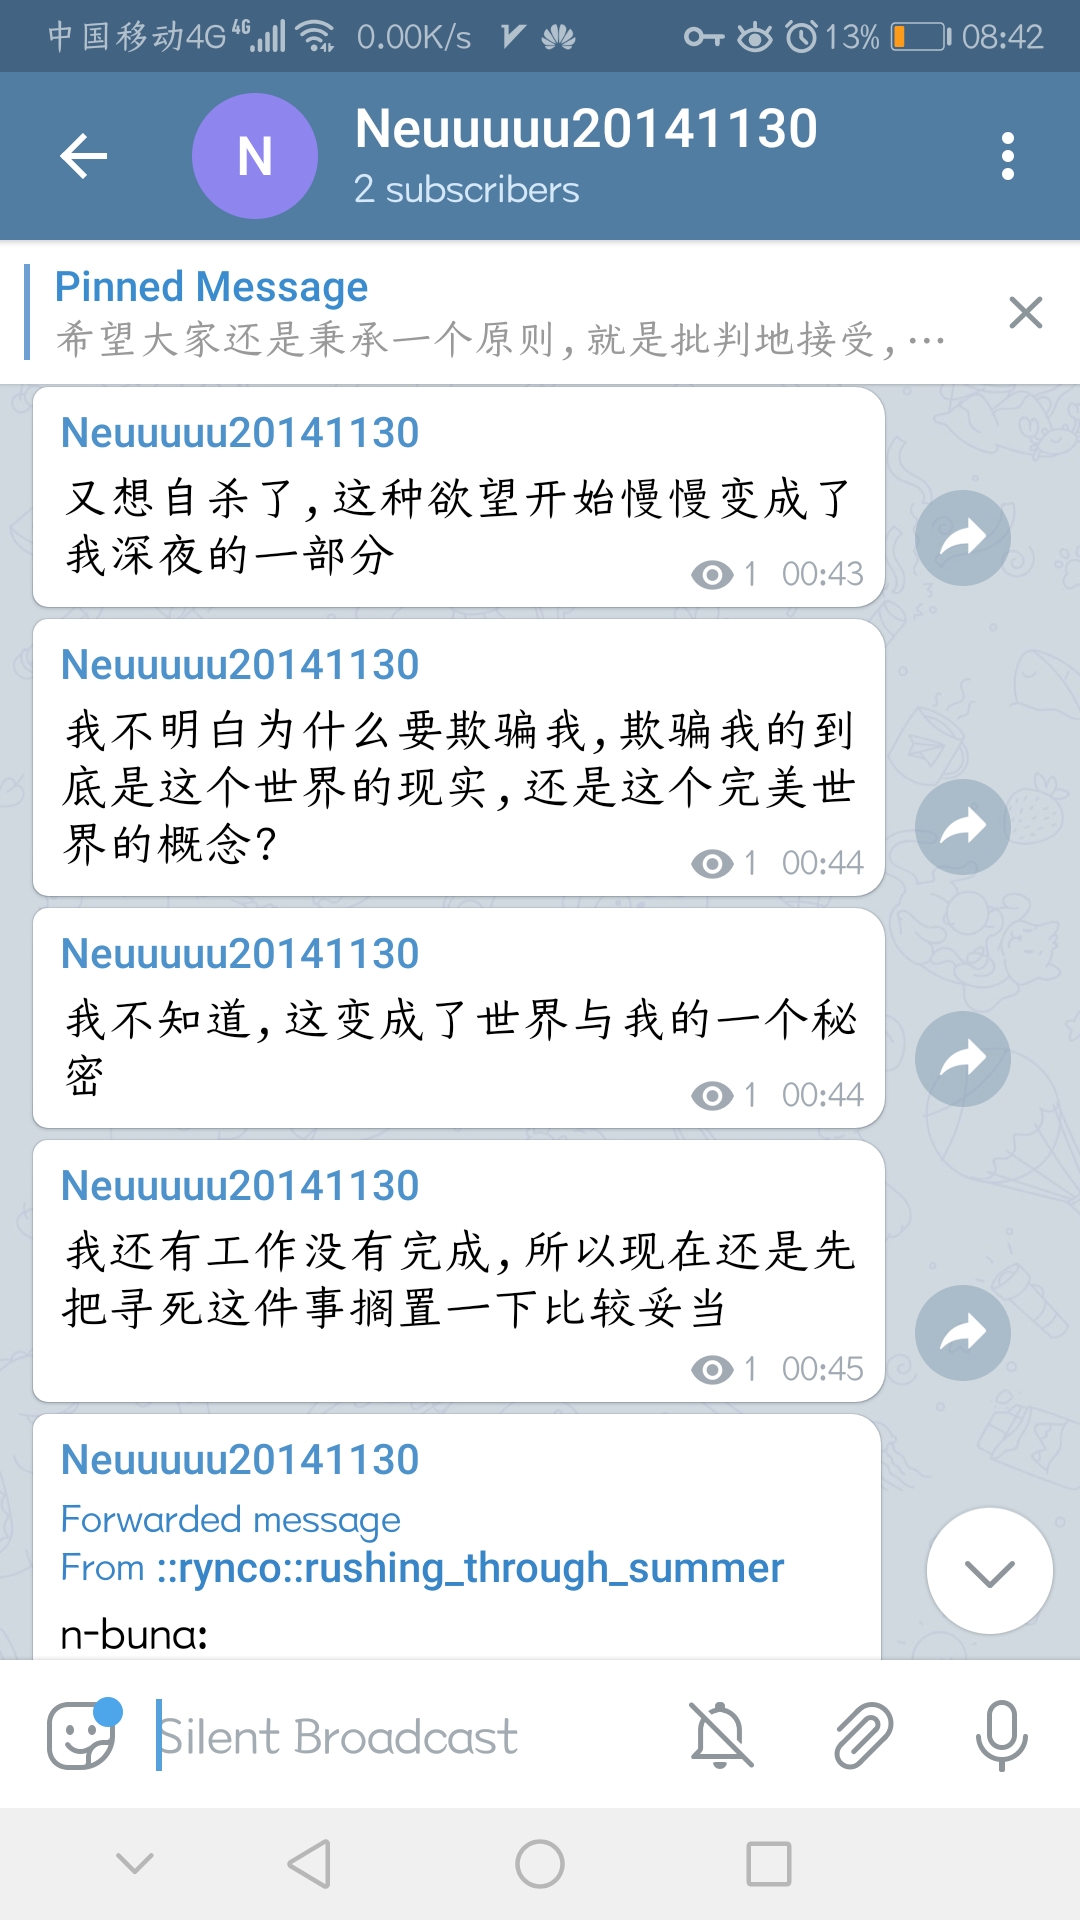 中国移动4G 4G 0.00K/s 13% 08:42
N
Neuuuuu20141130
2 subscribers
Pinned Message
希望大家还是秉承一个原则,就是批判地接受,…
Neuuuuu20141130
又想自杀了,这种欲望开始慢慢变成了
我深夜的一部分
1 00:43
Neuuuuu20141130
我不明白为什么要欺骗我,欺骗我的到
底是这个世界的现实,还是这个完美世
界的概念?
1 00:44
Neuuuuu20141130
我不知道,这变成了世界与我的一个秘
密
1 00:44
Neuuuuu20141130
我还有工作没有完成,所以现在还是先
把寻死这件事搁置一下比较妥当
1 00:45
Neuuuuu20141130
Forwarded message
From ::rynco::rushing_through_summer
n-buna:
Silent Broadcast